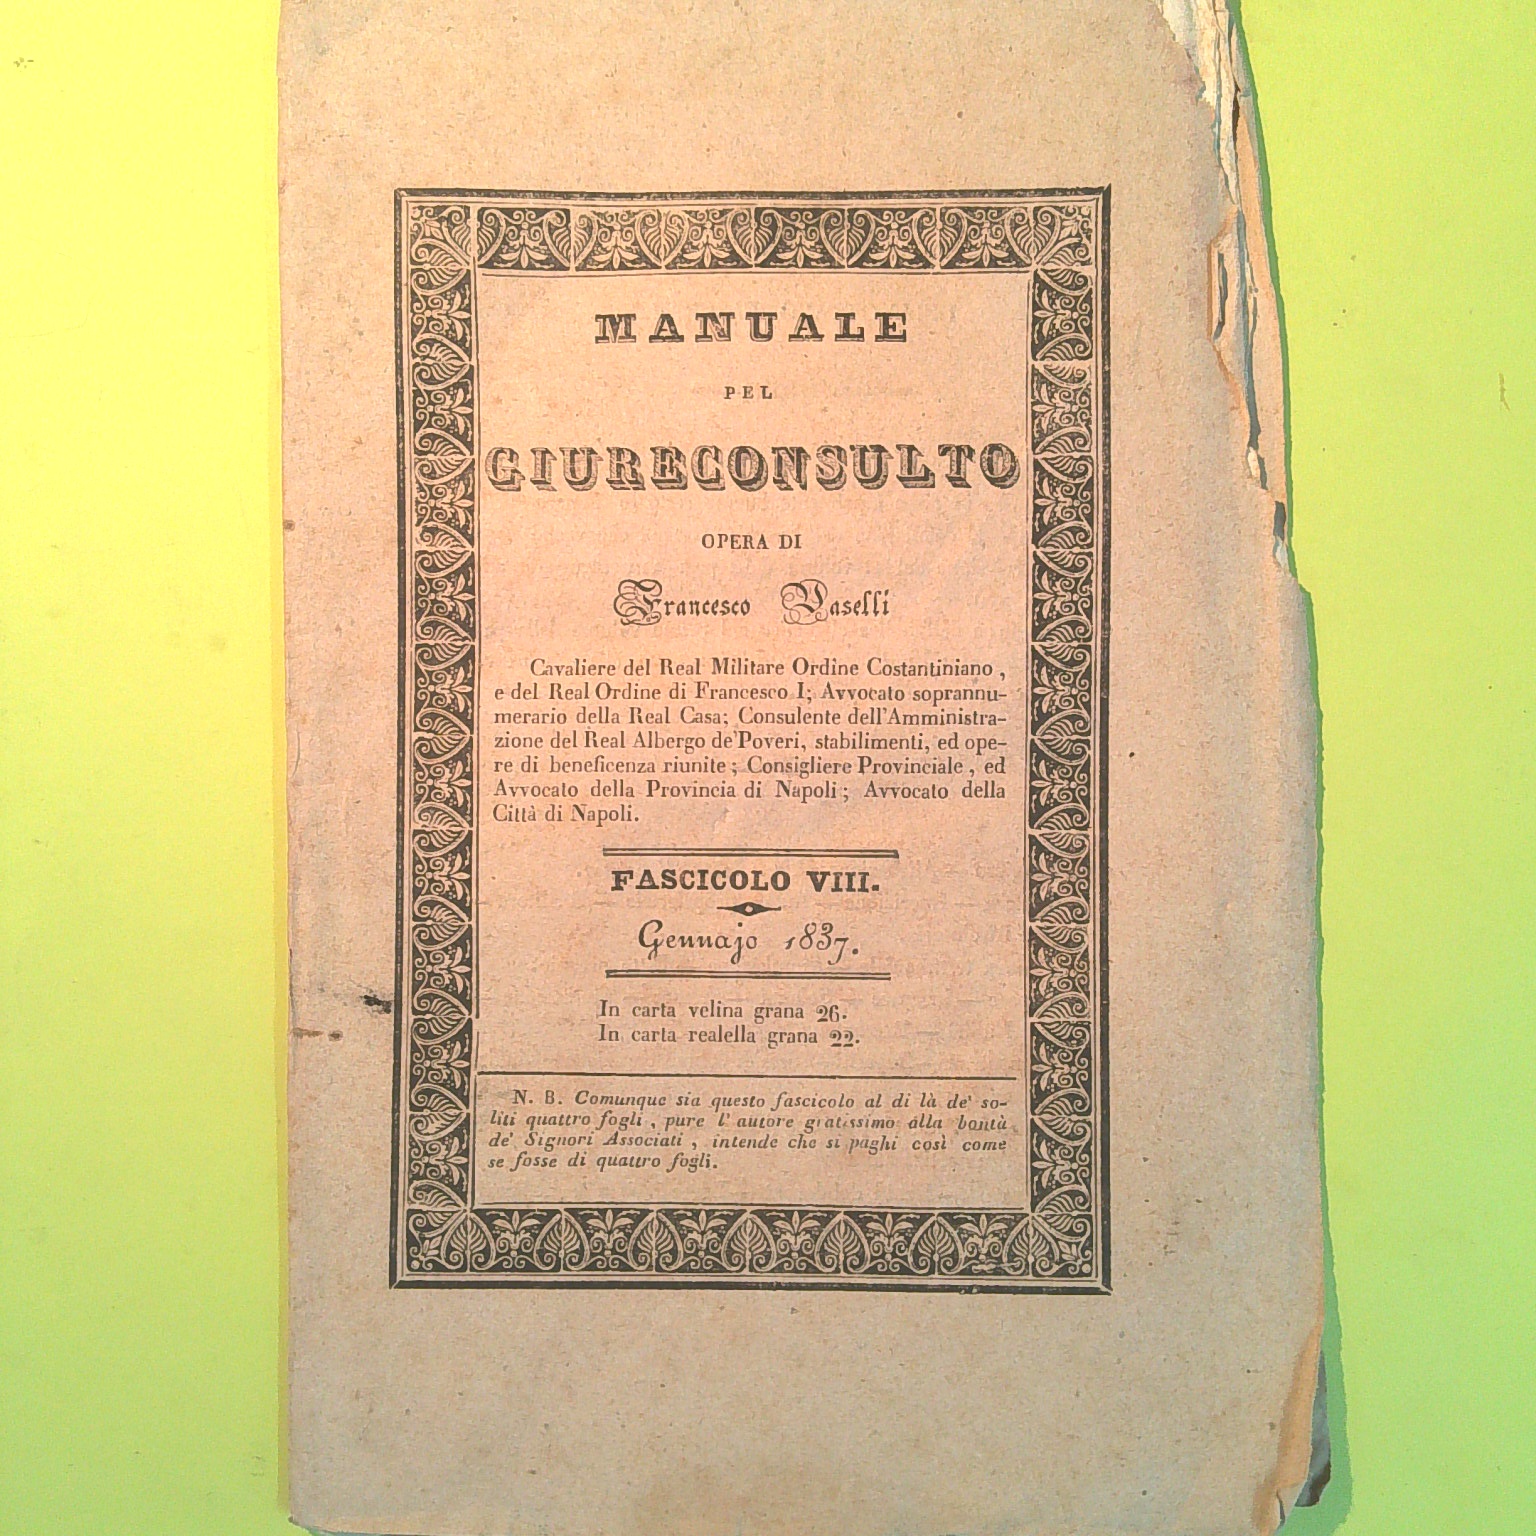 MANUALE
PEL
GIURECONSULTO
OPERA DI
Francesco Vaselli
Cavaliere del Real Militare Ordine Costantiniano ,
e del Real Ordine di Francesco I; Avvocato soprannu-
merario della Real Casa; Consulente dell'Amministra-
zione del Real Albergo de' Poveri, stabilimenti, ed ope-
re di beneficenza riunite ; Consigliere Provinciale , ed
Avvocato della Provincia di Napoli ; Avvocato della
Città di Napoli.
FASCICOLO VIII.
Gennajo 1837.
In carta velina grana 26.
In carta realella grana 22.
N. B. Comunque sia questo fascicolo al di là de' so-
liti quattro fogli , pure l' autore gratissimo alla bontà
de' Signori Associati , intende che si paghi così come
se fosse di quattro fogli.